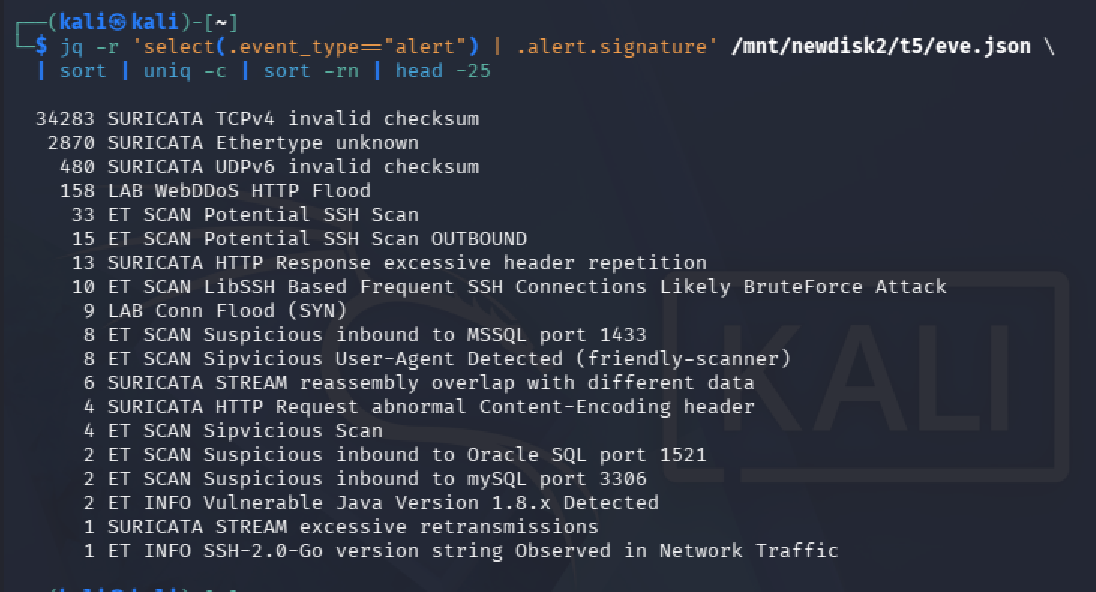 ┌──(kali㉿kali)-[~]
└─$ jq -r 'select(.event_type=="alert") | .alert.signature' /mnt/newdisk2/t5/eve.json \
| sort | uniq -c | sort -rn | head -25
34283 SURICATA TCPv4 invalid checksum
2870 SURICATA Ethertype unknown
480 SURICATA UDPv6 invalid checksum
158 LAB WebDDoS HTTP Flood
33 ET SCAN Potential SSH Scan
15 ET SCAN Potential SSH Scan OUTBOUND
13 SURICATA HTTP Response excessive header repetition
10 ET SCAN LibSSH Based Frequent SSH Connections Likely BruteForce Attack
9 LAB Conn Flood (SYN)
8 ET SCAN Suspicious inbound to MSSQL port 1433
8 ET SCAN Sipvicious User-Agent Detected (friendly-scanner)
6 SURICATA STREAM reassembly overlap with different data
4 SURICATA HTTP Request abnormal Content-Encoding header
4 ET SCAN Sipvicious Scan
2 ET SCAN Suspicious inbound to Oracle SQL port 1521
2 ET SCAN Suspicious inbound to mySQL port 3306
2 ET INFO Vulnerable Java Version 1.8.x Detected
1 SURICATA STREAM excessive retransmissions
1 ET INFO SSH-2.0-Go version string Observed in Network Traffic
KALI